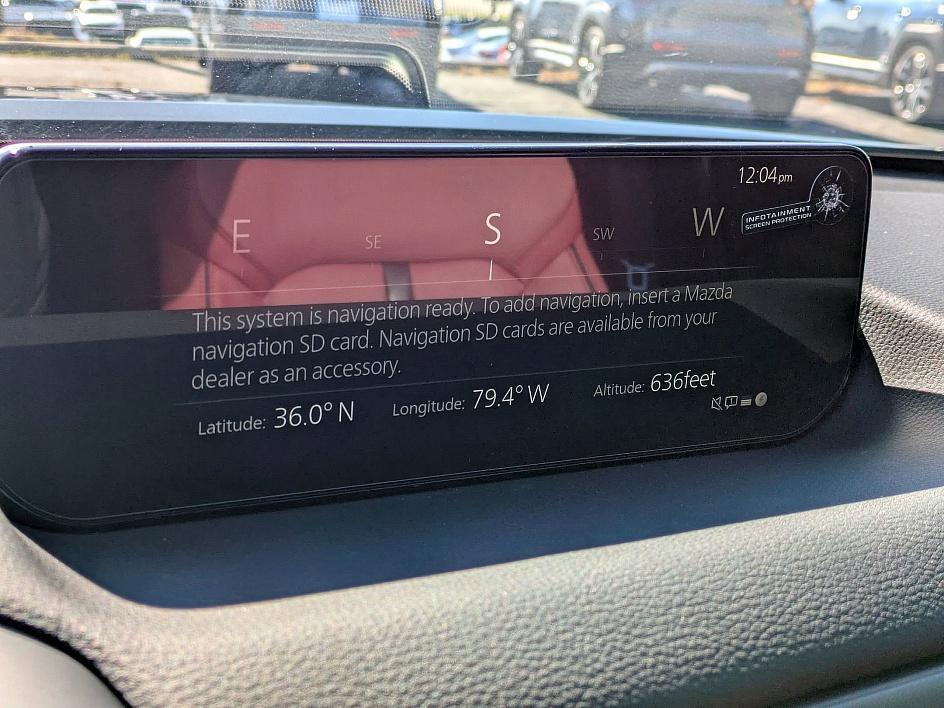 12:04pm
INFOTAINMENT
SCREEN PROTECTION
E SE S SW W
This system is navigation ready. To add navigation, insert a Mazda
navigation SD card. Navigation SD cards are available from your
dealer as an accessory.
Latitude: 36.0° N Longitude: 79.4° W Altitude: 636feet